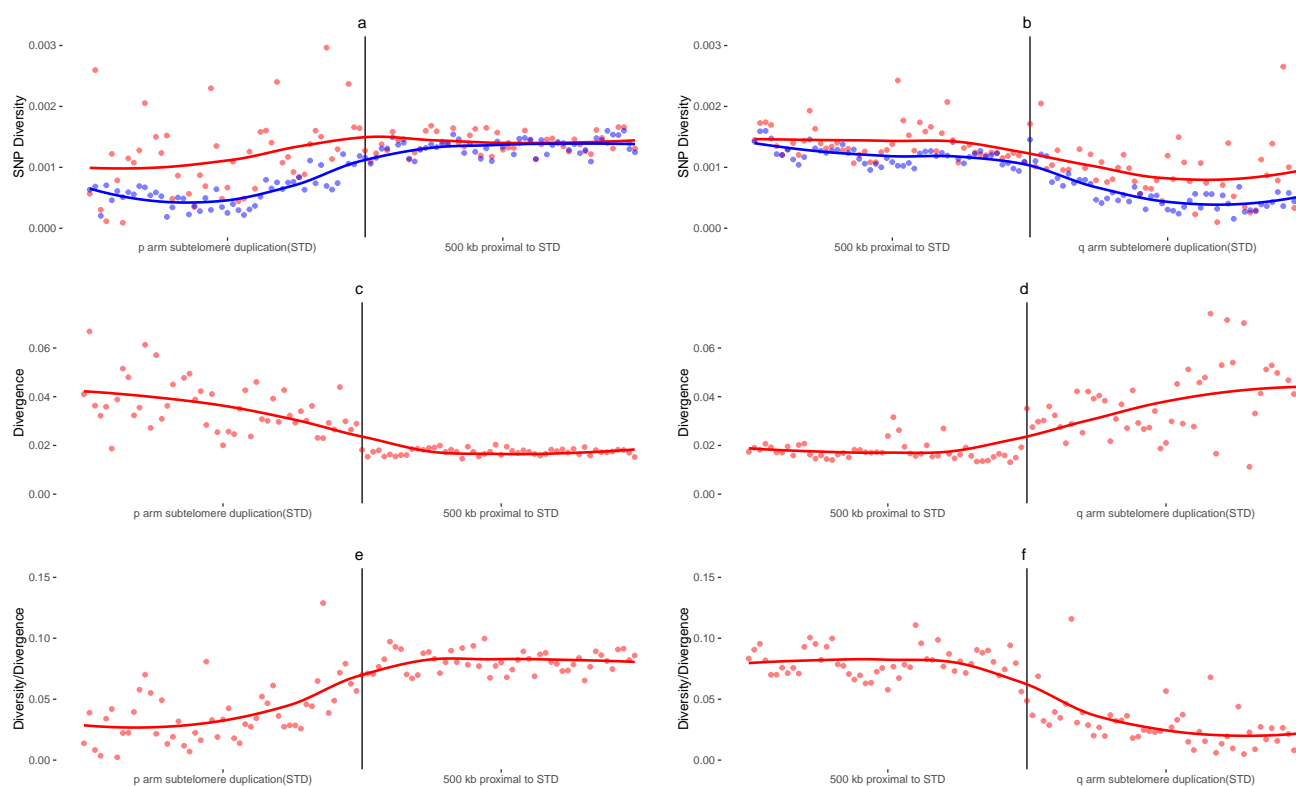 a
0.003
0.002
0.001
0.000
SNP Diversity
p arm subtelomere duplication(STD)
500 kb proximal to STD
b
0.003
0.002
0.001
0.000
SNP Diversity
500 kb proximal to STD
q arm subtelomere duplication(STD)
c
0.06
0.04
0.02
0.00
Divergence
p arm subtelomere duplication(STD)
500 kb proximal to STD
d
0.06
0.04
0.02
0.00
Divergence
500 kb proximal to STD
q arm subtelomere duplication(STD)
e
0.15
0.10
0.05
0.00
Diversity/Divergence
p arm subtelomere duplication(STD)
500 kb proximal to STD
f
0.15
0.10
0.05
0.00
Diversity/Divergence
500 kb proximal to STD
q arm subtelomere duplication(STD)